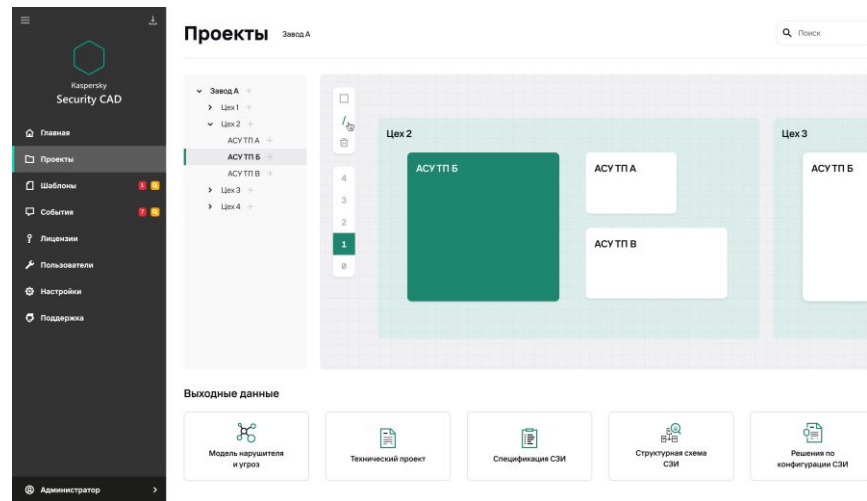 Kaspersky
Security CAD
Главная
Проекты
Шаблоны 1
События 7
Лицензии
Пользователи
Настройки
Поддержка
Администратор
Проекты Завод А
Поиск
Завод А
Цех 1
Цех 2
АСУ ТП А
АСУ ТП Б
АСУ ТП В
Цех 3
Цех 4
4
3
2
1
0
Цех 2
АСУ ТП Б
АСУ ТП А
АСУ ТП В
Цех 3
АСУ ТП Б
Выходные данные
Модель нарушителя
и угроз
Технический проект
Спецификация СЗИ
Структурная схема
СЗИ
Решения по
конфигурации СЗИ